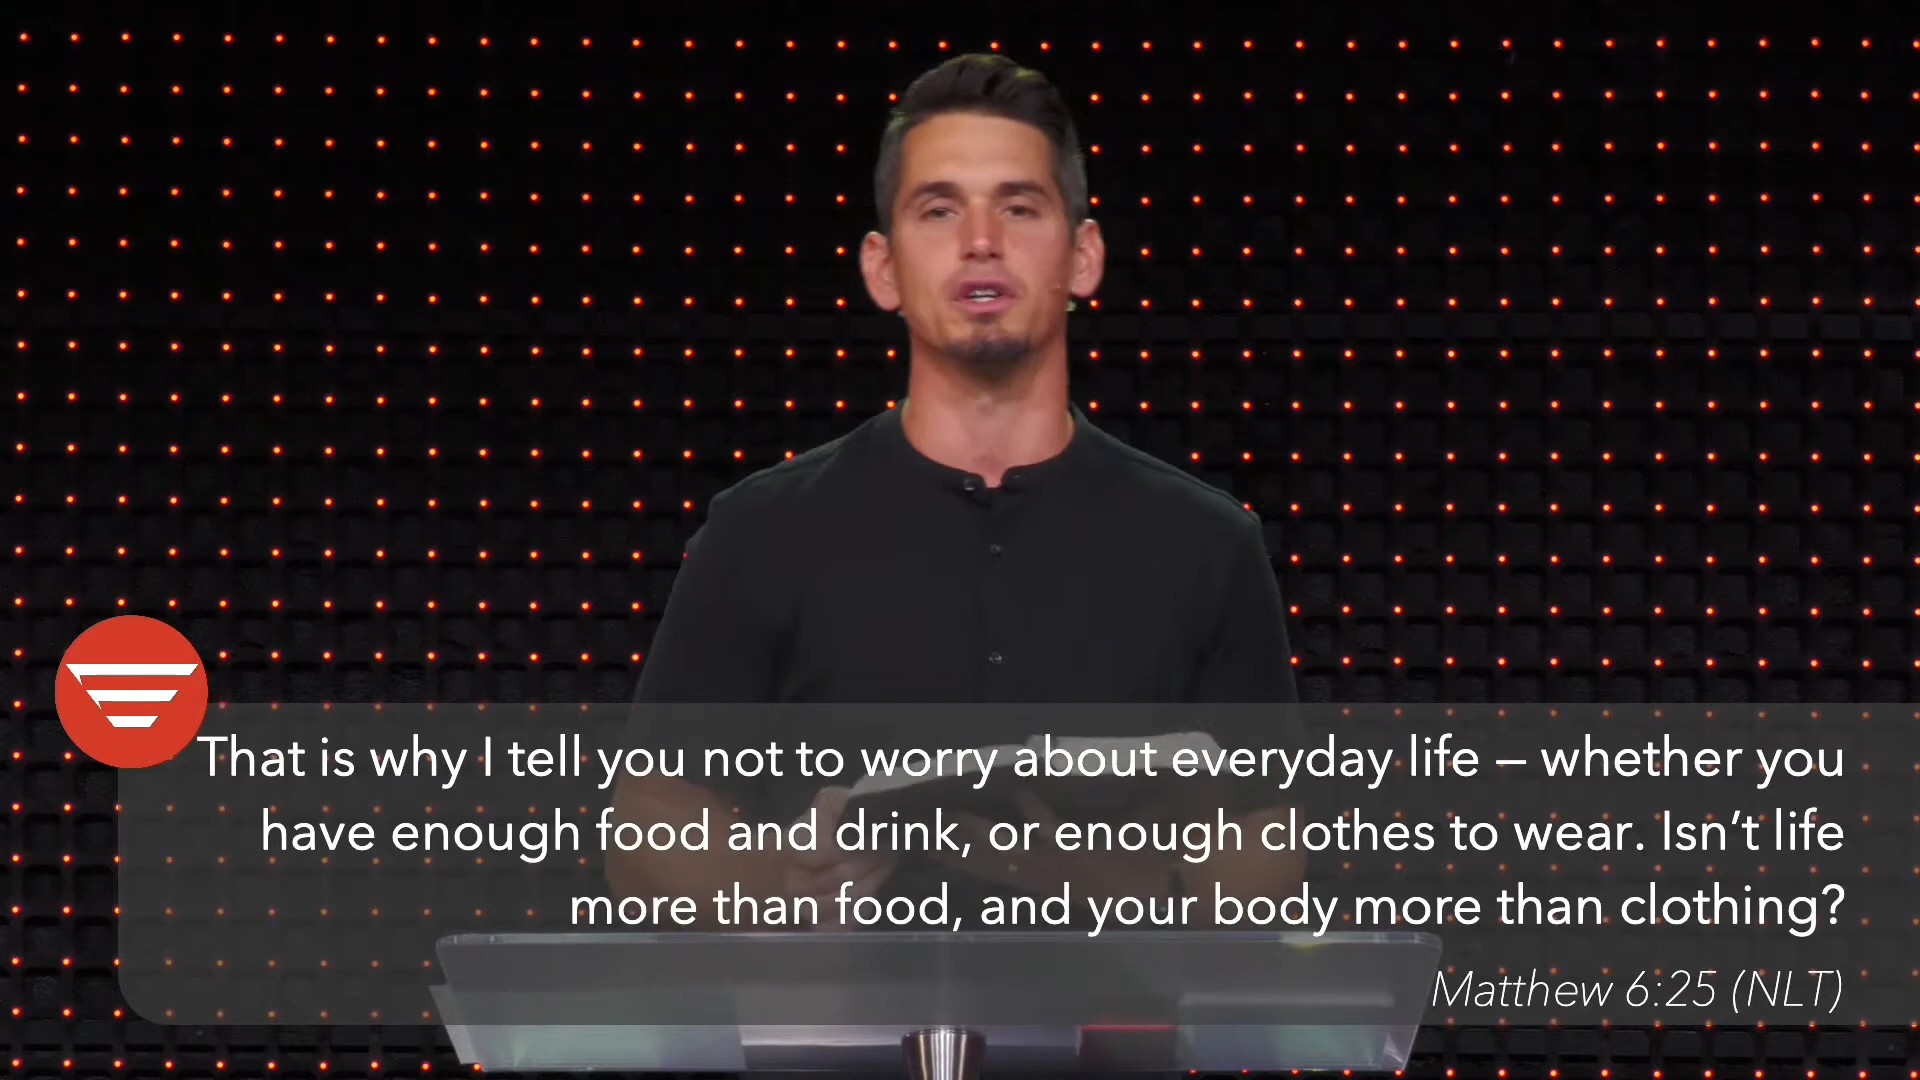 That is why I tell you not to worry about everyday life – whether you
have enough food and drink, or enough clothes to wear. Isn’t life
more than food, and your body more than clothing?
Matthew 6:25 (NLT)